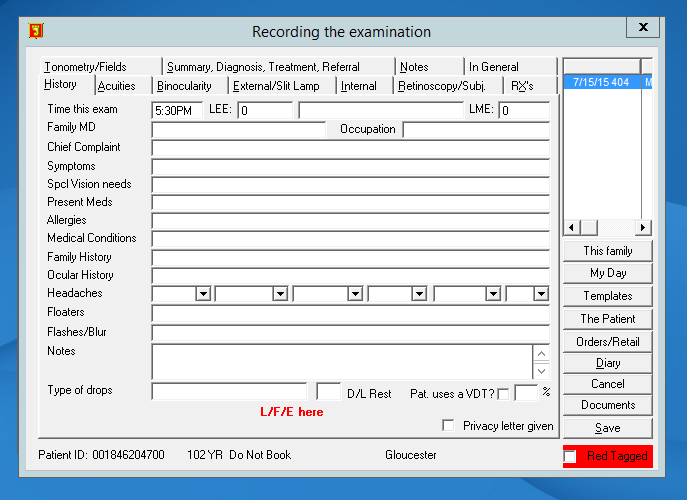 Recording the examination
X
Tonometry/Fields Summary, Diagnosis, Treatment, Referral Notes In General
History Acuities Binocularity External/Slit Lamp Internal Retinoscopy/Subj. RX's
Time this exam 5:30PM LEE: 0 LME: 0
Family MD Occupation
Chief Complaint
Symptoms
Spcl Vision needs
Present Meds
Allergies
Medical Conditions
Family History
Ocular History
Headaches
Floaters
Flashes/Blur
Notes
Type of drops D/L Rest Pat. uses a VDT? %
L/F/E here
Privacy letter given
Patient ID: 001846204700 102 YR Do Not Book Gloucester
7/15/15 404 M
This family
My Day
Templates
The Patient
Orders/Retail
Diary
Cancel
Documents
Save
Red Tagged